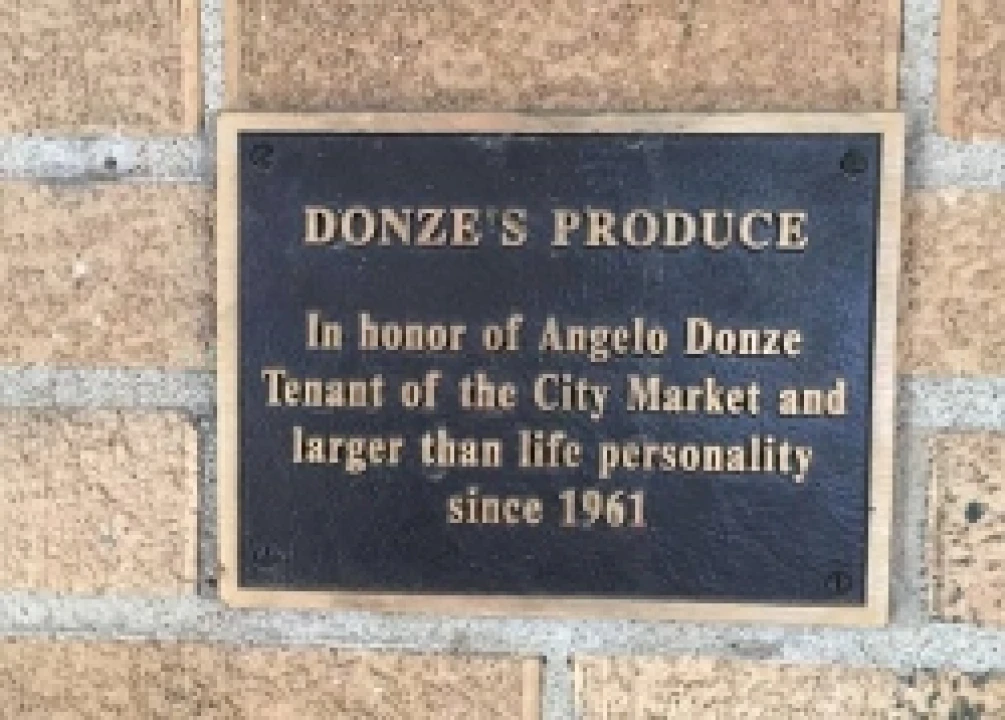 DONZE'S PRODUCE
In honor of Angelo Donze
Tenant of the City Market and
larger than life personality
since 1961